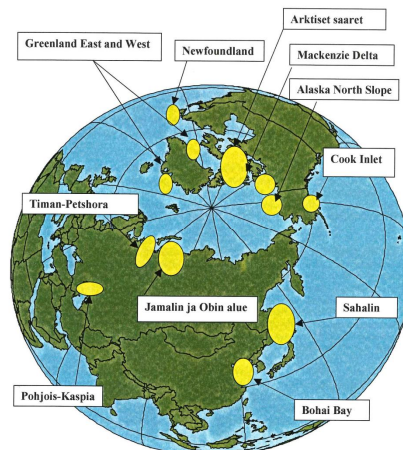 Arktiset saaret
Greenland East and West
Newfoundland
Mackenzie Delta
Alaska North Slope
Cook Inlet
Timan-Petshora
Jamalin ja Obin alue
Sahalin
Pohjois-Kaspia
Bohai Bay